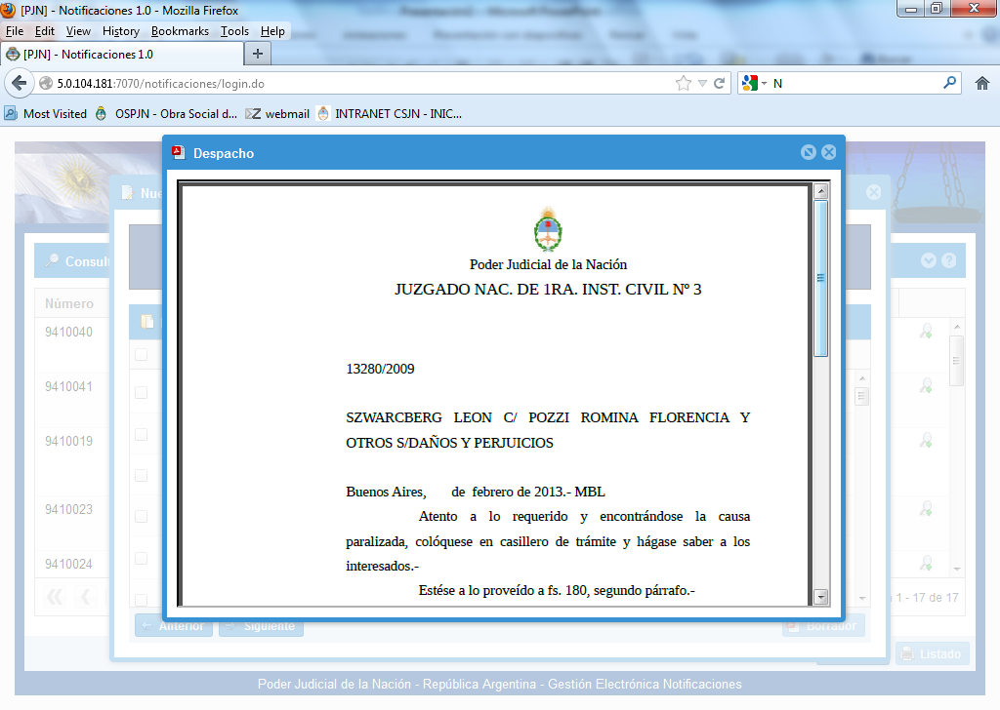 [PJN] - Notificaciones 1.0 - Mozilla Firefox
File Edit View History Bookmarks Tools Help
[PJN] - Notificaciones 1.0
5.0.104.181:7070/notificaciones/login.do
N
Most Visited OSPJN - Obra Social d... webmail INTRANET CSJN - INIC...
Despacho
Nue
Consult
Número
9410040
9410041
9410019
9410023
9410024
Poder Judicial de la Nación
JUZGADO NAC. DE 1RA. INST. CIVIL Nº 3
13280/2009
SZWARCBERG LEON C/ POZZI ROMINA FLORENCIA Y
OTROS S/DAÑOS Y PERJUICIOS
Buenos Aires, de febrero de 2013.- MBL
Atento a lo requerido y encontrándose la causa
paralizada, colóquese en casillero de trámite y hágase saber a los
interesados.-
Estése a lo proveído a fs. 180, segundo párrafo.-
1 - 17 de 17
Anterior Siguiente Borrador
Listado
Poder Judicial de la Nación - República Argentina - Gestión Electrónica Notificaciones